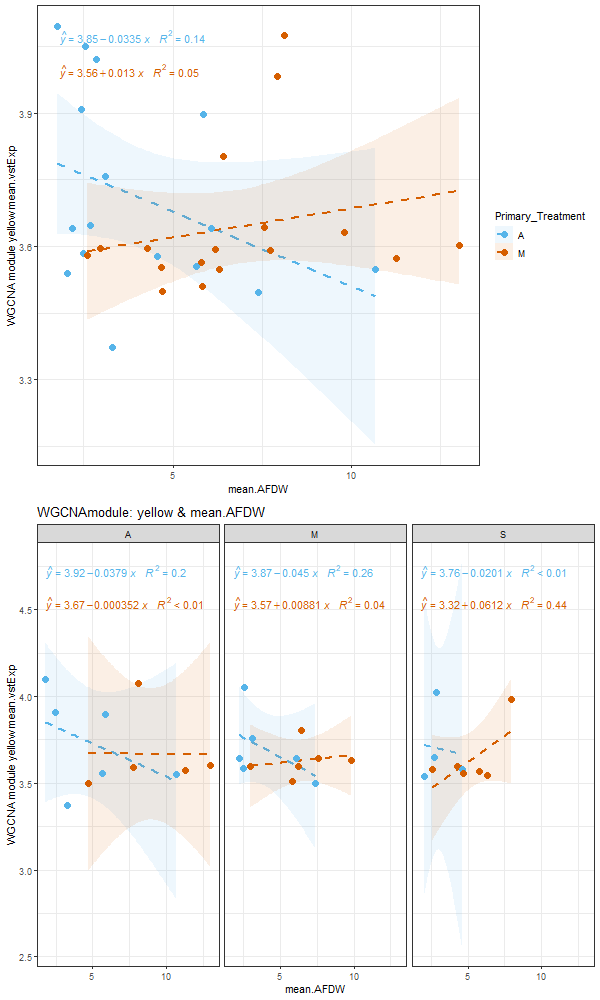 ŷ = 3.85 − 0.0335 x   R² = 0.14
ŷ = 3.56 + 0.013 x   R² = 0.05
3.9
3.6
3.3
WGCNA module yellowmean.vstExp
5
10
mean.AFDW
Primary_Treatment
A
M
WGCNAmodule: yellow & mean.AFDW
A
M
S
ŷ = 3.92 − 0.0379 x   R² = 0.2
ŷ = 3.87 − 0.045 x   R² = 0.26
ŷ = 3.76 − 0.0201 x   R² < 0.01
ŷ = 3.67 − 0.000352 x   R² < 0.01
ŷ = 3.57 + 0.00881 x   R² = 0.04
ŷ = 3.32 + 0.0612 x   R² = 0.44
4.5
4.0
3.5
3.0
2.5
WGCNA module yellowmean.vstExp
5
10
5
10
5
10
mean.AFDW